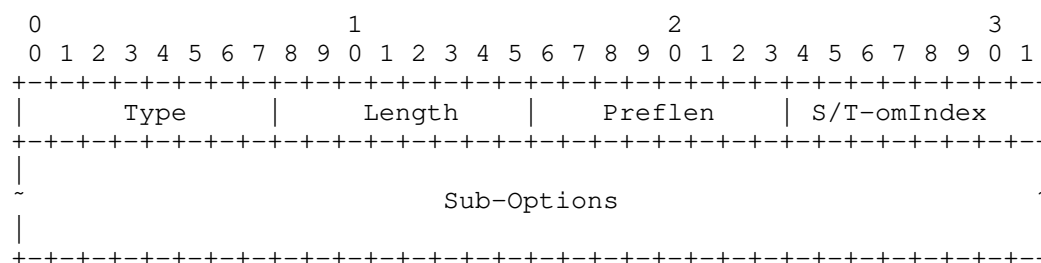 0                   1                   2                   3
0 1 2 3 4 5 6 7 8 9 0 1 2 3 4 5 6 7 8 9 0 1 2 3 4 5 6 7 8 9 0 1
+-+-+-+-+-+-+-+-+-+-+-+-+-+-+-+-+-+-+-+-+-+-+-+-+-+-+-+-+-+-+-+--
|      Type     |     Length    |    Preflen    | S/T-omIndex
+-+-+-+-+-+-+-+-+-+-+-+-+-+-+-+-+-+-+-+-+-+-+-+-+-+-+-+-+-+-+-+--
|
~                          Sub-Options                          ~
|
+-+-+-+-+-+-+-+-+-+-+-+-+-+-+-+-+-+-+-+-+-+-+-+-+-+-+-+-+-+-+-+--